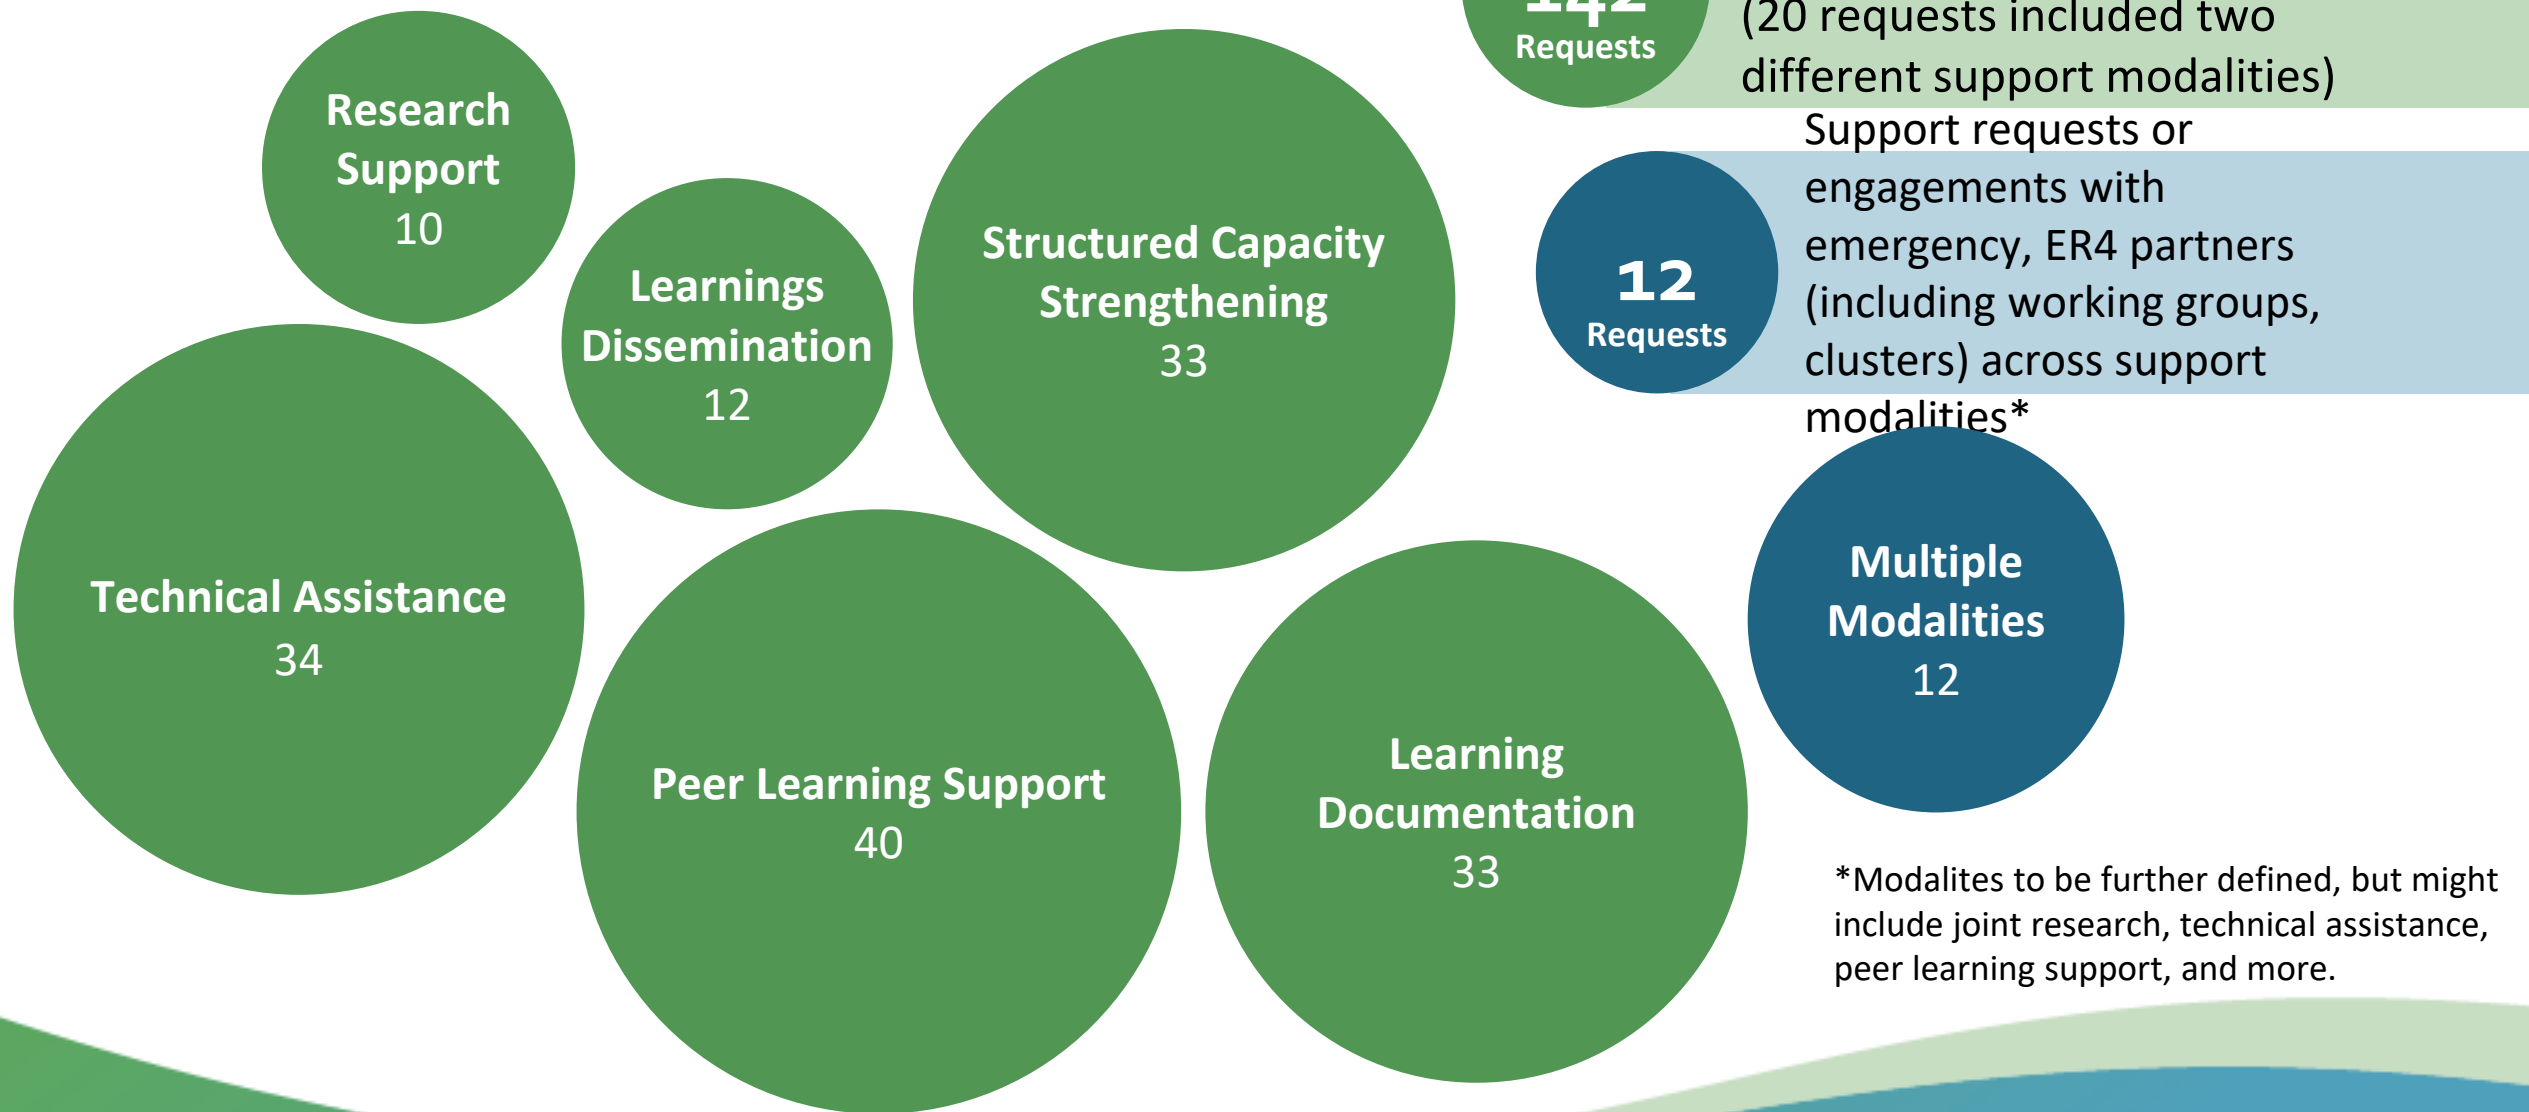 142
Requests
(20 requests included two
different support modalities)
Support requests or
engagements with
emergency, ER4 partners
(including working groups,
clusters) across support
modalities*
12
Requests
Research
Support
10
Learnings
Dissemination
12
Structured Capacity
Strengthening
33
Technical Assistance
34
Peer Learning Support
40
Learning
Documentation
33
Multiple
Modalities
12
*Modalites to be further defined, but might
include joint research, technical assistance,
peer learning support, and more.